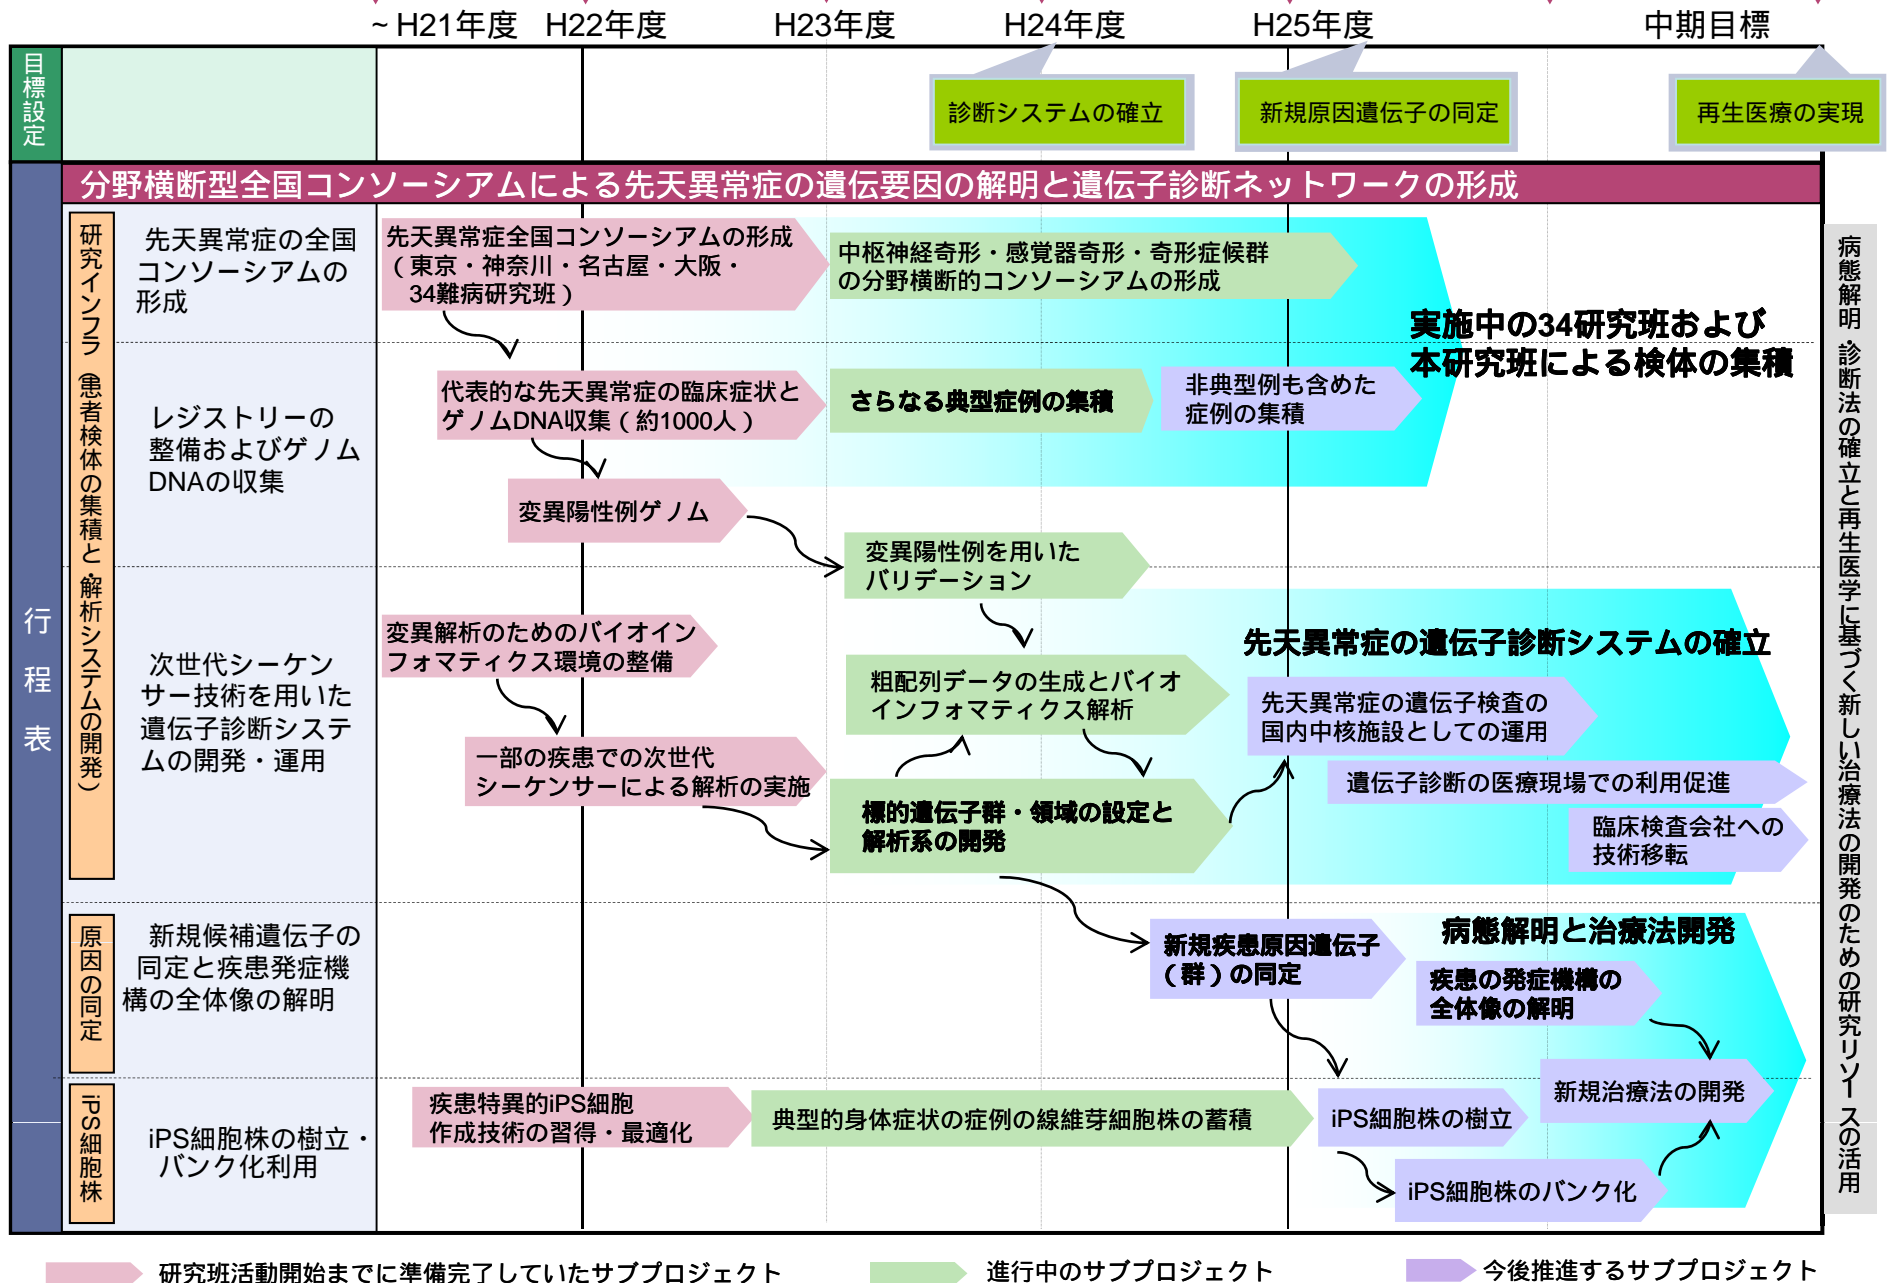 ~ H21年度
H22年度
H23年度
H24年度
H25年度
中期目標
目標設定
診断システムの確立
新規原因遺伝子の同定
再生医療の実現
行程表
分野横断型全国コンソーシアムによる先天異常症の遺伝要因の解明と遺伝子診断ネットワークの形成
研究インフラ(患者検体の集積と・解析システムの開発)
先天異常症の全国
コンソーシアムの
形成
先天異常症全国コンソーシアムの形成
(東京・神奈川・名古屋・大阪・
34難病研究班)
中枢神経奇形・感覚器奇形・奇形症候群
の分野横断的コンソーシアムの形成
実施中の34研究班および
本研究班による検体の集積
レジストリーの
整備およびゲノム
DNAの収集
代表的な先天異常症の臨床症状と
ゲノムDNA収集(約1000人)
さらなる典型症例の集積
非典型例も含めた
症例の集積
変異陽性例ゲノム
変異陽性例を用いた
バリデーション
次世代シーケン
サー技術を用いた
遺伝子診断システ
ムの開発・運用
変異解析のためのバイオイン
フォマティクス環境の整備
先天異常症の遺伝子診断システムの確立
粗配列データの生成とバイオ
インフォマティクス解析
先天異常症の遺伝子検査の
国内中核施設としての運用
一部の疾患での次世代
シーケンサーによる解析の実施
標的遺伝子群・領域の設定と
解析系の開発
遺伝子診断の医療現場での利用促進
臨床検査会社への
技術移転
原因の同定
新規候補遺伝子の
同定と疾患発症機
構の全体像の解明
新規疾患原因遺伝子
(群)の同定
病態解明と治療法開発
疾患の発症機構の
全体像の解明
新規治療法の開発
iPS細胞株
iPS細胞株の樹立・
バンク化利用
疾患特異的iPS細胞
作成技術の習得・最適化
典型的身体症状の症例の線維芽細胞株の蓄積
iPS細胞株の樹立
iPS細胞株のバンク化
病態解明・診断法の確立と再生医学に基づく新しい治療法の開発のための研究リソースの活用
研究班活動開始までに準備完了していたサブプロジェクト
進行中のサブプロジェクト
今後推進するサブプロジェクト